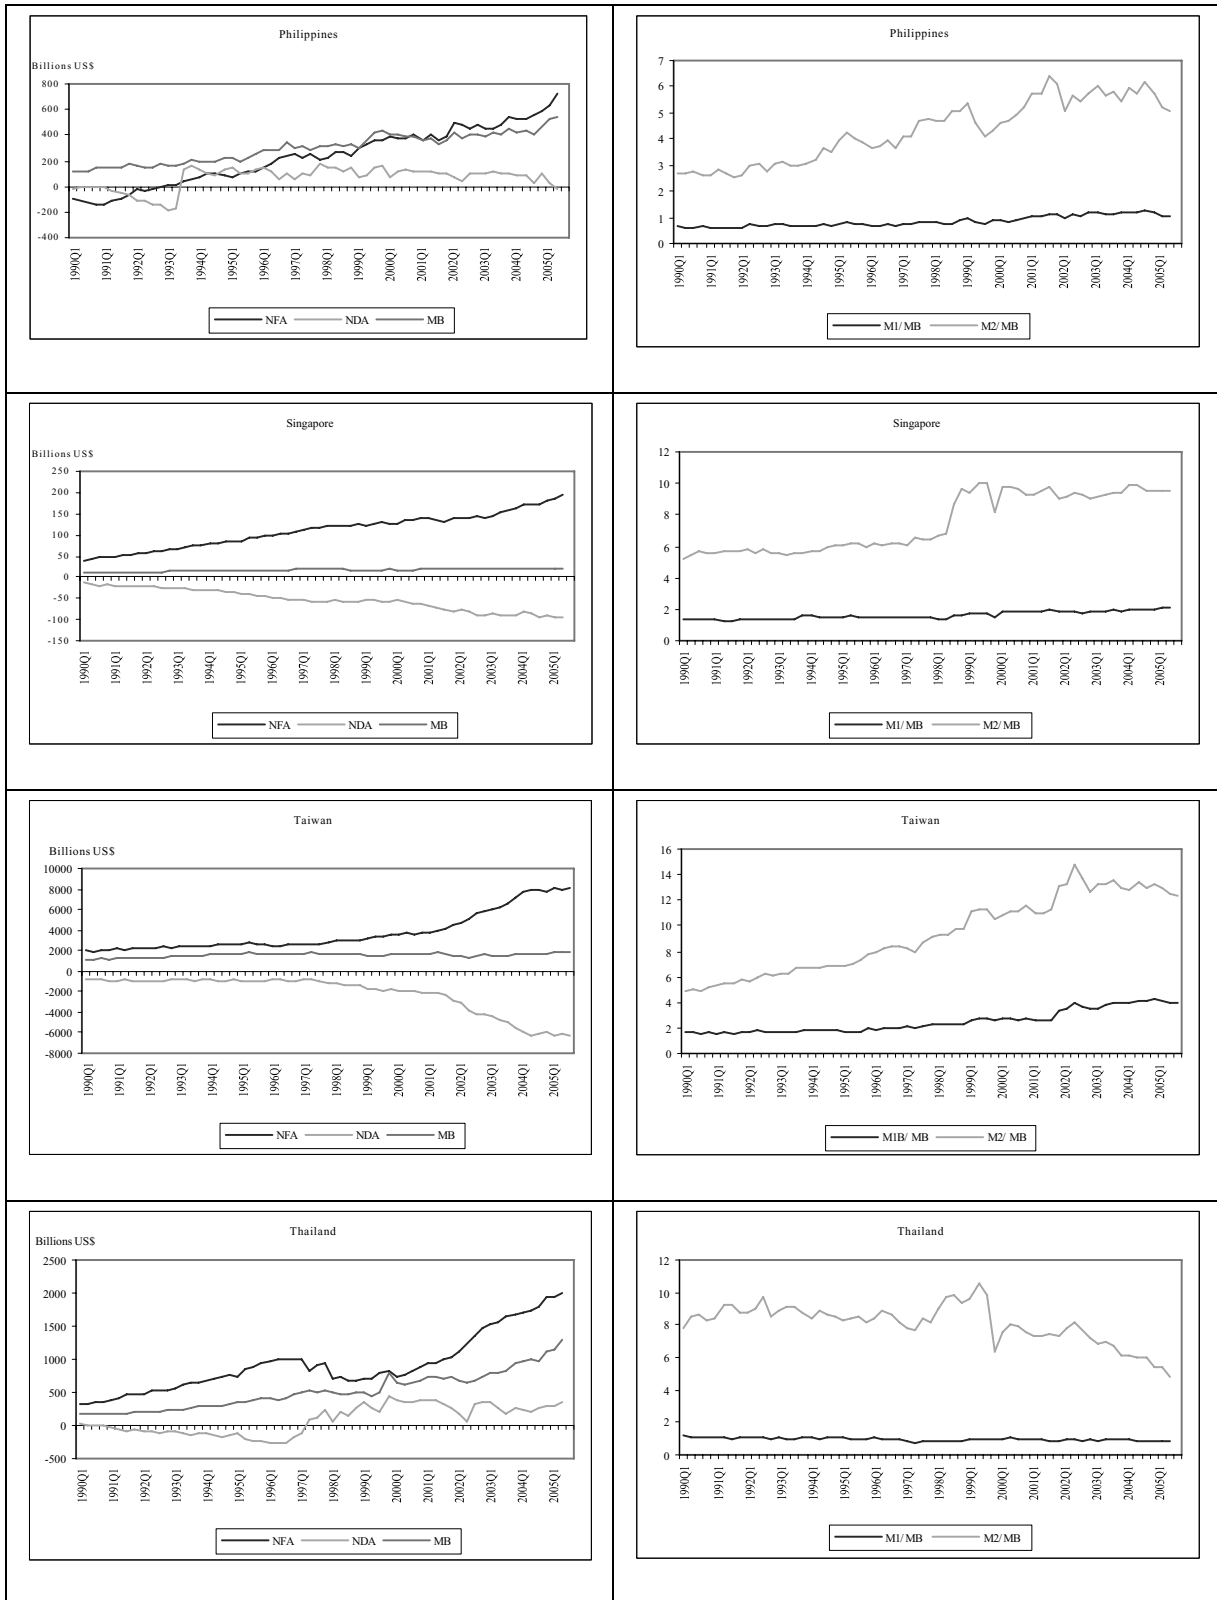 Philippines
Billions US$
800
600
400
200
0
-200
-400
1990Q1 1991Q1 1992Q1 1993Q1 1994Q1 1995Q1 1996Q1 1997Q1 1998Q1 1999Q1 2000Q1 2001Q1 2002Q1 2003Q1 2004Q1 2005Q1
NFA NDA MB
Philippines
7
6
5
4
3
2
1
0
1990Q1 1991Q1 1992Q1 1993Q1 1994Q1 1995Q1 1996Q1 1997Q1 1998Q1 1999Q1 2000Q1 2001Q1 2002Q1 2003Q1 2004Q1 2005Q1
M1/ MB M2/ MB
Singapore
Billions US$
250
200
150
100
50
0
-50
-100
-150
1990Q1 1991Q1 1992Q1 1993Q1 1994Q1 1995Q1 1996Q1 1997Q1 1998Q1 1999Q1 2000Q1 2001Q1 2002Q1 2003Q1 2004Q1 2005Q1
NFA NDA MB
Singapore
12
10
8
6
4
2
0
1990Q1 1991Q1 1992Q1 1993Q1 1994Q1 1995Q1 1996Q1 1997Q1 1998Q1 1999Q1 2000Q1 2001Q1 2002Q1 2003Q1 2004Q1 2005Q1
M1/ MB M2/ MB
Taiwan
Billions US$
10000
8000
6000
4000
2000
0
-2000
-4000
-6000
-8000
1990Q1 1991Q1 1992Q1 1993Q1 1994Q1 1995Q1 1996Q1 1997Q1 1998Q1 1999Q1 2000Q1 2001Q1 2002Q1 2003Q1 2004Q1 2005Q1
NFA NDA MB
Taiwan
16
14
12
10
8
6
4
2
0
1990Q1 1991Q1 1992Q1 1993Q1 1994Q1 1995Q1 1996Q1 1997Q1 1998Q1 1999Q1 2000Q1 2001Q1 2002Q1 2003Q1 2004Q1 2005Q1
M1B/ MB M2/ MB
Thailand
Billions US$
2500
2000
1500
1000
500
0
-500
1990Q1 1991Q1 1992Q1 1993Q1 1994Q1 1995Q1 1996Q1 1997Q1 1998Q1 1999Q1 2000Q1 2001Q1 2002Q1 2003Q1 2004Q1 2005Q1
NFA NDA MB
Thailand
12
10
8
6
4
2
0
1990Q1 1991Q1 1992Q1 1993Q1 1994Q1 1995Q1 1996Q1 1997Q1 1998Q1 1999Q1 2000Q1 2001Q1 2002Q1 2003Q1 2004Q1 2005Q1
M1/ MB M2/ MB